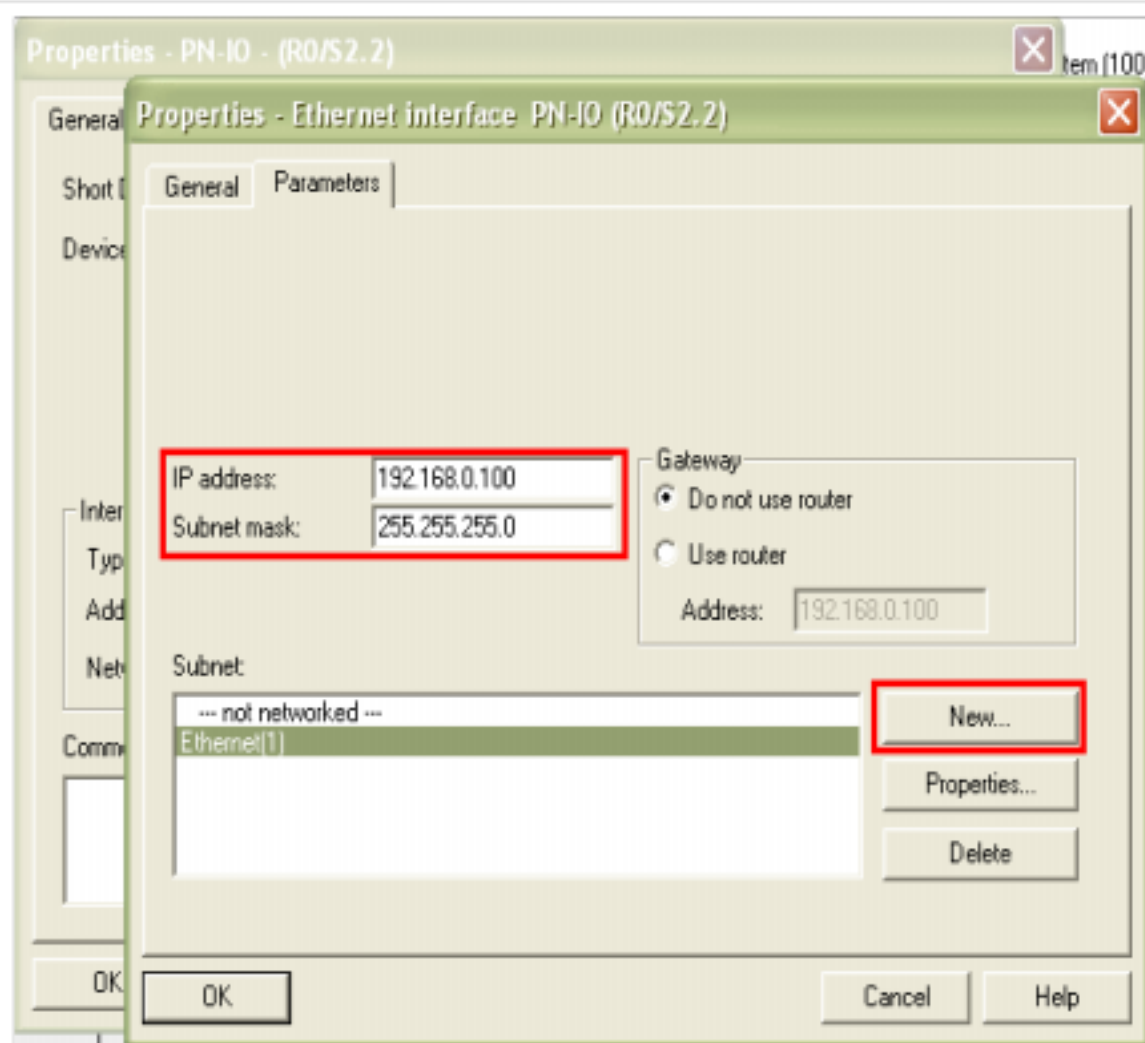 Properties - PN-IO - (R0/S2.2)
tem (100
Properties - Ethernet interface PN-IO (R0/S2.2)
General
General
Parameters
Short D
Device
IP address:
192.168.0.100
Subnet mask:
255.255.255.0
Gateway
Do not use router
Use router
Address:
192.168.0.100
Inter
Typ
Add
Net
Subnet:
--- not networked ---
Ethernet(1)
New...
Properties...
Delete
Comm
OK
OK
Cancel
Help